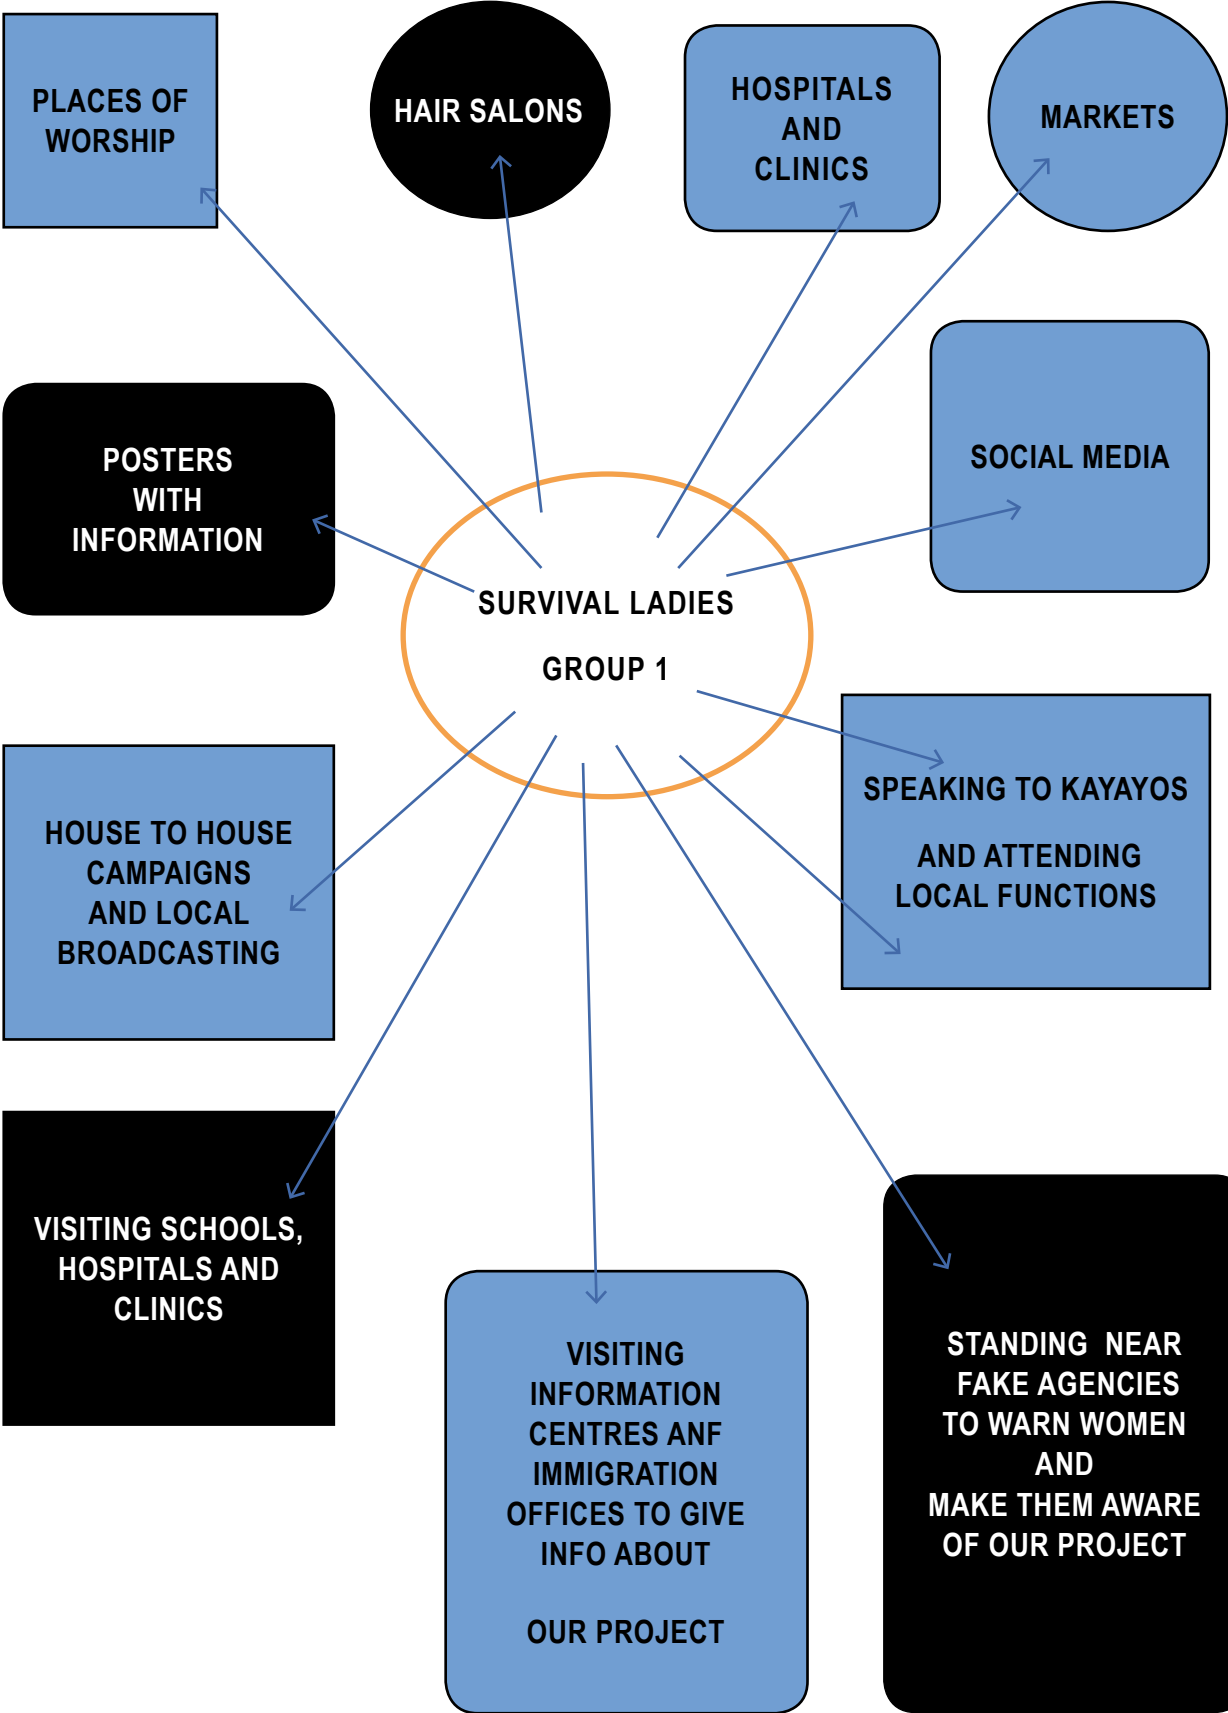 PLACES OF
WORSHIP
HAIR SALONS
HOSPITALS
AND
CLINICS
MARKETS
POSTERS
WITH
INFORMATION
SOCIAL MEDIA
SURVIVAL LADIES
GROUP 1
HOUSE TO HOUSE
CAMPAIGNS
AND LOCAL
BROADCASTING
SPEAKING TO KAYAYOS
AND ATTENDING
LOCAL FUNCTIONS
VISITING SCHOOLS,
HOSPITALS AND
CLINICS
VISITING
INFORMATION
CENTRES ANF
IMMIGRATION
OFFICES TO GIVE
INFO ABOUT
OUR PROJECT
STANDING NEAR
FAKE AGENCIES
TO WARN WOMEN
AND
MAKE THEM AWARE
OF OUR PROJECT